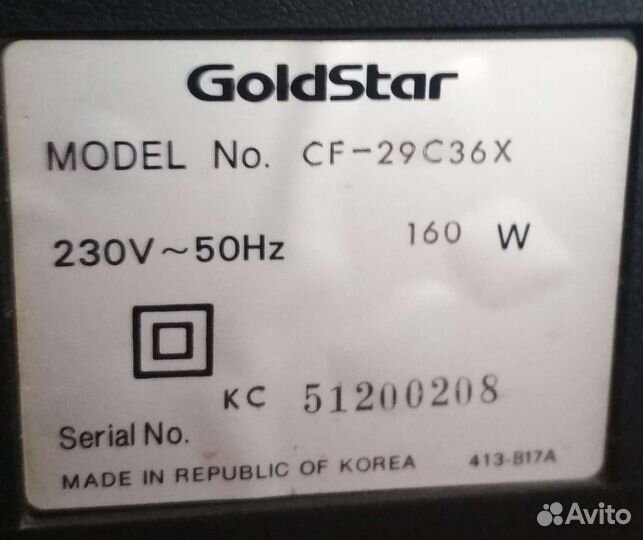 GoldStar
MODEL No. CF-29C36X
230V~50Hz 160 W
KC 51200208
Serial No.
MADE IN REPUBLIC OF KOREA 413-B17A
Avito